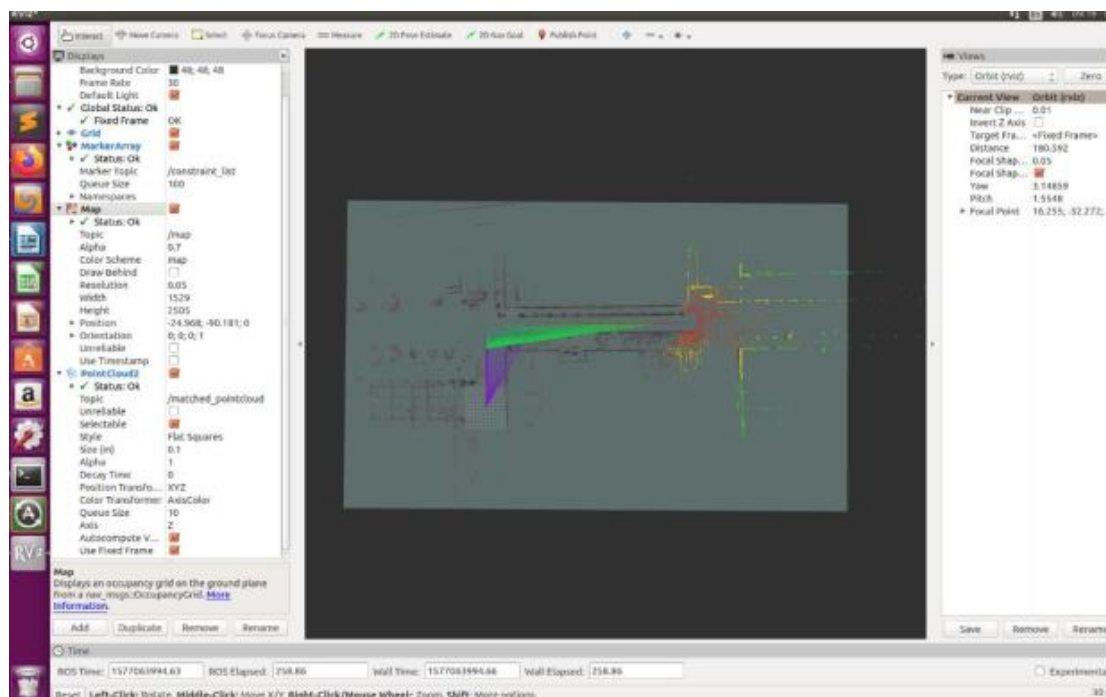 RViz*
Interact Move Camera Select Focus Camera Measure 2D Pose Estimate 2D Nav Goal Publish Point
Displays
Background Color 48; 48; 48
Frame Rate 30
Default Light
Global Status: Ok
Fixed Frame OK
Grid
MarkerArray
Status: Ok
Marker Topic /constraint_list
Queue Size 100
Namespaces
Map
Status: Ok
Topic /map
Alpha 0.7
Color Scheme map
Draw Behind
Resolution 0.05
Width 1529
Height 2505
Position -24.968; -90.181; 0
Orientation 0; 0; 0; 1
Unreliable
Use Timestamp
PointCloud2
Status: Ok
Topic /matched_pointcloud
Unreliable
Selectable
Style Flat Squares
Size (m) 0.1
Alpha 1
Decay Time 0
Position Transfo... XYZ
Color Transformer AxisColor
Queue Size 10
Axis Z
Autocompute V...
Use Fixed Frame
Map
Displays an occupancy grid on the ground plane
from a nav_msgs::OccupancyGrid. More
Information.
Add Duplicate Remove Rename
Views
Type: Orbit (rviz) Zero
Current View Orbit (rviz)
Near Clip ... 0.01
Invert Z Axis
Target Fra... <Fixed Frame>
Distance 180.592
Focal Shap... 0.05
Focal Shap...
Yaw 3.14859
Pitch 1.5548
Focal Point 16.255; -32.272;
Save Remove Rename
Time
ROS Time: 1577063994.63 ROS Elapsed: 258.86 Wall Time: 1577063994.66 Wall Elapsed: 258.86 Experimental
Reset Left-Click: Rotate. Middle-Click: Move X/Y. Right-Click/Mouse Wheel: Zoom. Shift: More options. 30